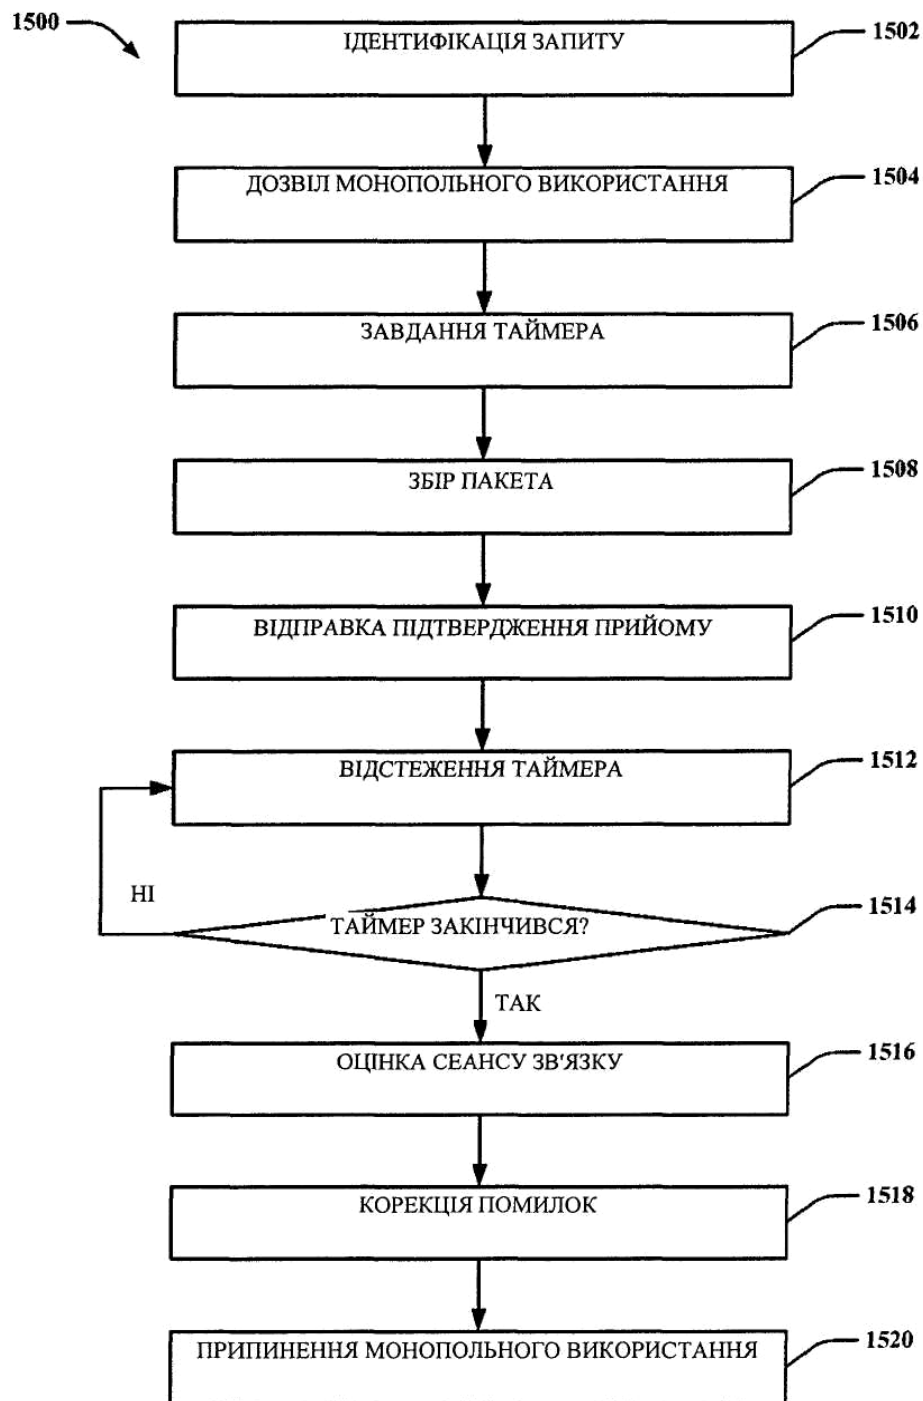 1500
ІДЕНТИФІКАЦІЯ ЗАПИТУ
1502
ДОЗВІЛ МОНОПОЛЬНОГО ВИКОРИСТАННЯ
1504
ЗАВДАННЯ ТАЙМЕРА
1506
ЗБІР ПАКЕТА
1508
ВІДПРАВКА ПІДТВЕРДЖЕННЯ ПРИЙОМУ
1510
ВІДСТЕЖЕННЯ ТАЙМЕРА
1512
НІ
ТАЙМЕР ЗАКІНЧИВСЯ?
1514
ТАК
ОЦІНКА СЕАНСУ ЗВ'ЯЗКУ
1516
КОРЕКЦІЯ ПОМИЛОК
1518
ПРИПИНЕННЯ МОНОПОЛЬНОГО ВИКОРИСТАННЯ
1520